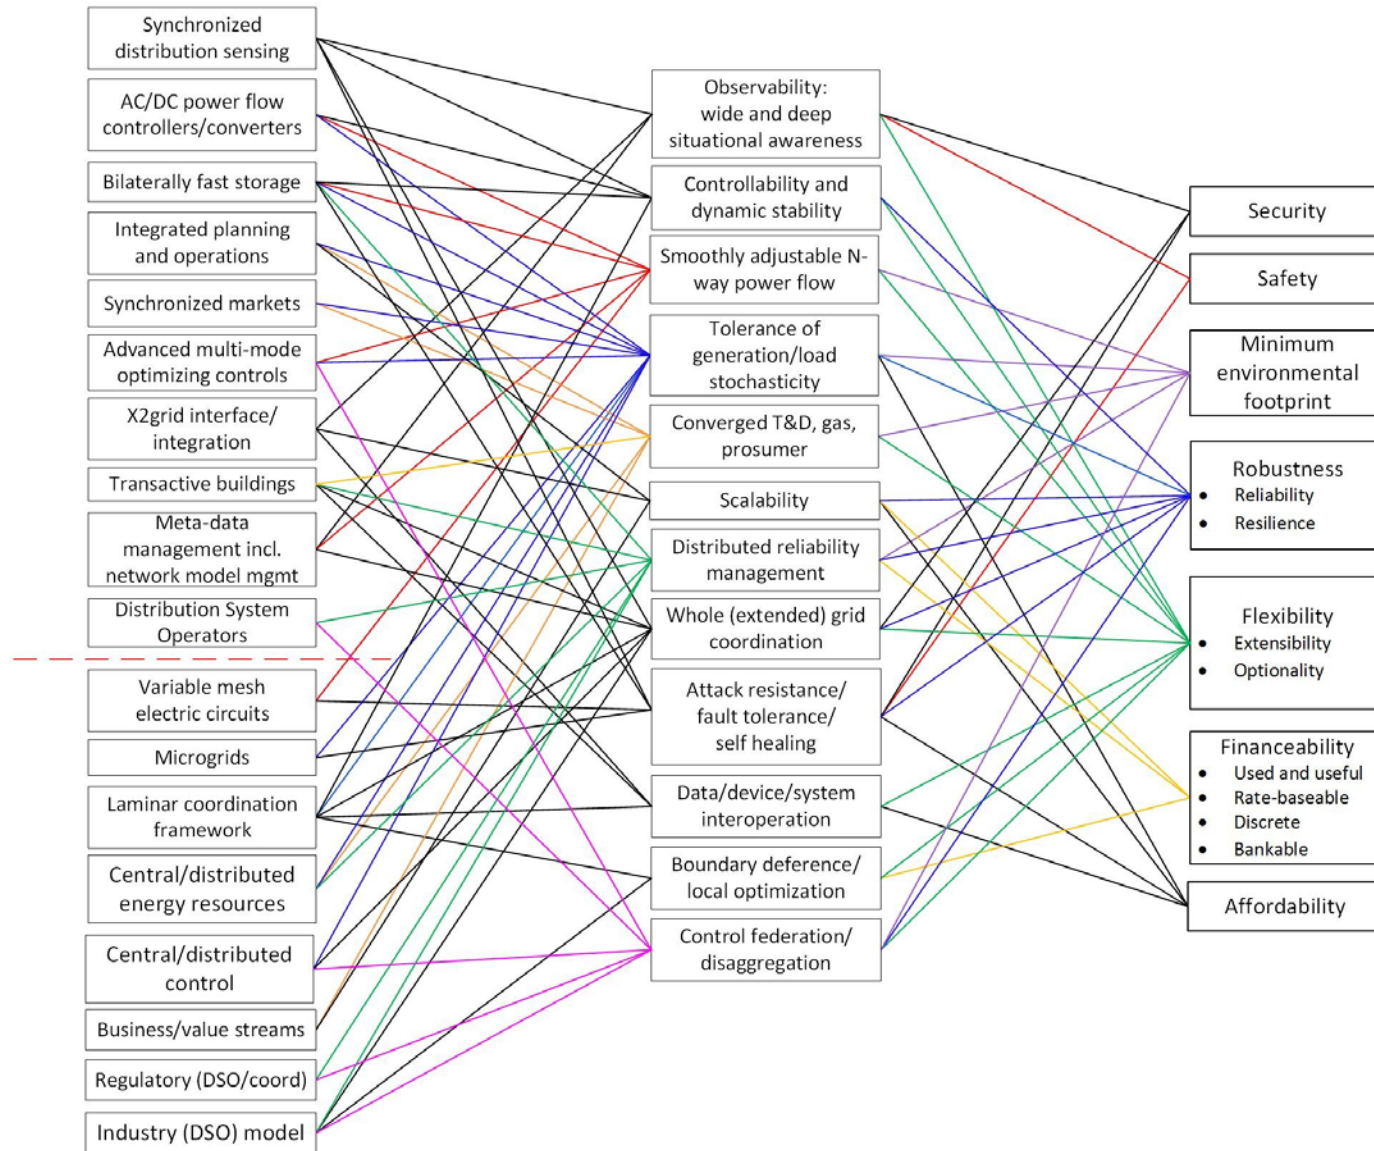 Synchronized
distribution sensing
AC/DC power flow
controllers/converters
Bilaterally fast storage
Integrated planning
and operations
Synchronized markets
Advanced multi-mode
optimizing controls
X2grid interface/
integration
Transactive buildings
Meta-data
management incl.
network model mgmt
Distribution System
Operators
Variable mesh
electric circuits
Microgrids
Laminar coordination
framework
Central/distributed
energy resources
Central/distributed
control
Business/value streams
Regulatory (DSO/coord)
Industry (DSO) model
Observability:
wide and deep
situational awareness
Controllability and
dynamic stability
Smoothly adjustable N-
way power flow
Tolerance of
generation/load
stochasticity
Converged T&D, gas,
prosumer
Scalability
Distributed reliability
management
Whole (extended) grid
coordination
Attack resistance/
fault tolerance/
self healing
Data/device/system
interoperation
Boundary deference/
local optimization
Control federation/
disaggregation
Security
Safety
Minimum
environmental
footprint
Robustness
• Reliability
• Resilience
Flexibility
• Extensibility
• Optionality
Financeability
• Used and useful
• Rate-baseable
• Discrete
• Bankable
Affordability